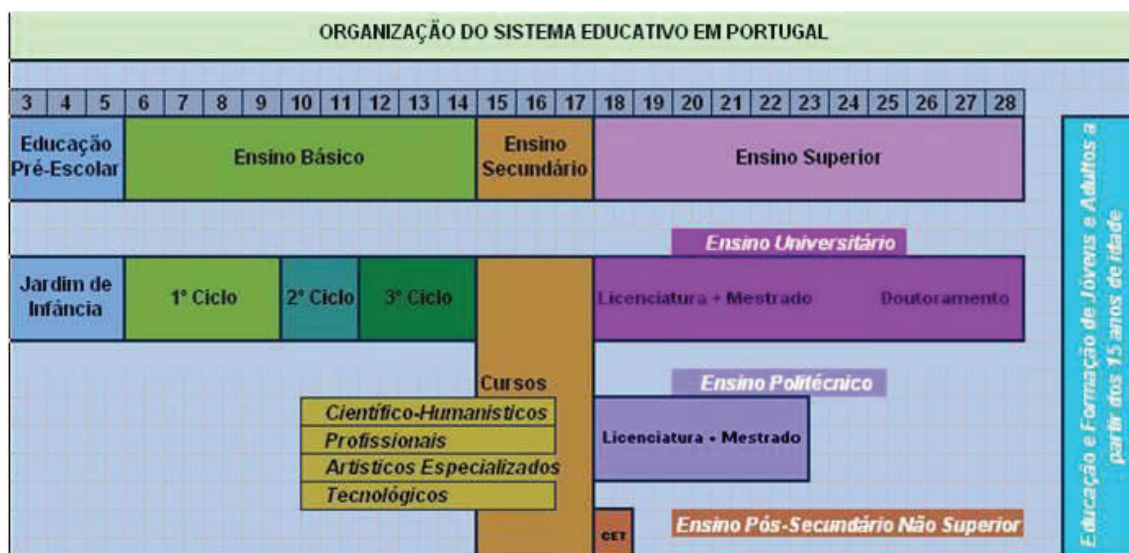 ORGANIZAÇÃO DO SISTEMA EDUCATIVO EM PORTUGAL
3 4 5 6 7 8 9 10 11 12 13 14 15 16 17 18 19 20 21 22 23 24 25 26 27 28
Educação
Pré-Escolar
Ensino Básico
Ensino
Secundário
Ensino Superior
Ensino Universitário
Jardim de
Infância
1º Ciclo
2º Ciclo
3º Ciclo
Licenciatura + Mestrado
Doutoramento
Cursos
Científico-Humanísticos
Profissionais
Artísticos Especializados
Tecnológicos
Ensino Politécnico
Licenciatura + Mestrado
CET
Ensino Pós-Secundário Não Superior
Educação e Formação de Jóvens e Adultos a
partir dos 15 anos de idade